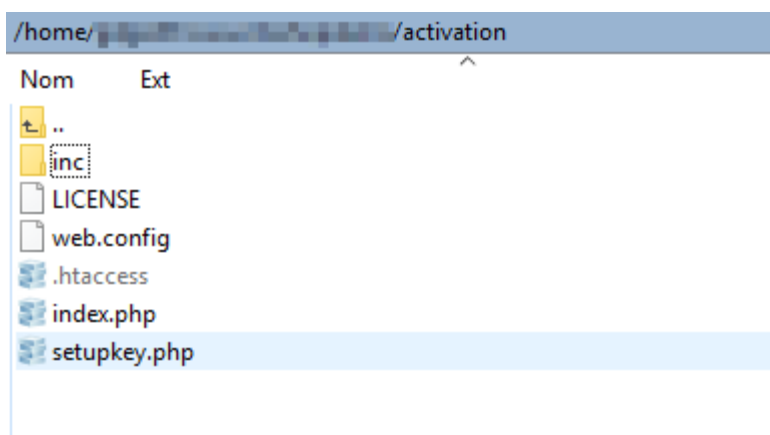 /home/ /activation
Nom Ext
..
inc
LICENSE
web.config
.htaccess
index.php
setupkey.php